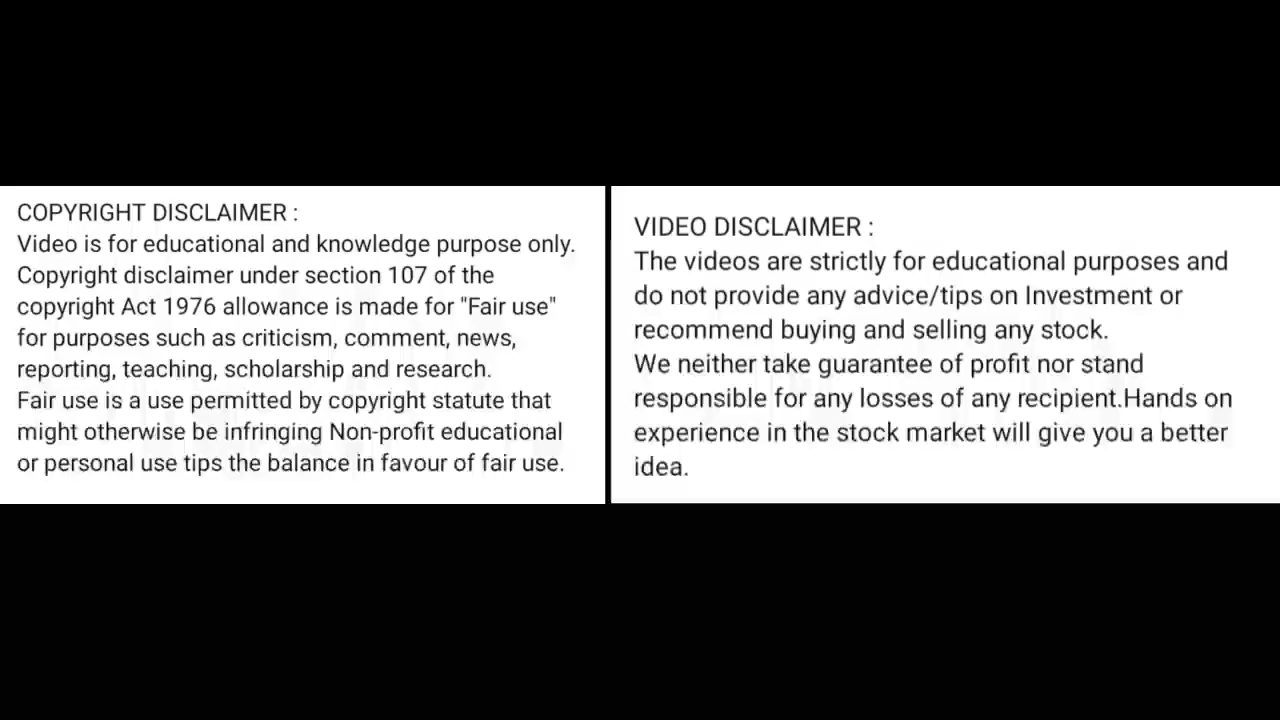 COPYRIGHT DISCLAIMER :
Video is for educational and knowledge purpose only.
Copyright disclaimer under section 107 of the
copyright Act 1976 allowance is made for "Fair use"
for purposes such as criticism, comment, news,
reporting, teaching, scholarship and research.
Fair use is a use permitted by copyright statute that
might otherwise be infringing Non-profit educational
or personal use tips the balance in favour of fair use.
VIDEO DISCLAIMER :
The videos are strictly for educational purposes and
do not provide any advice/tips on Investment or
recommend buying and selling any stock.
We neither take guarantee of profit nor stand
responsible for any losses of any recipient.Hands on
experience in the stock market will give you a better
idea.